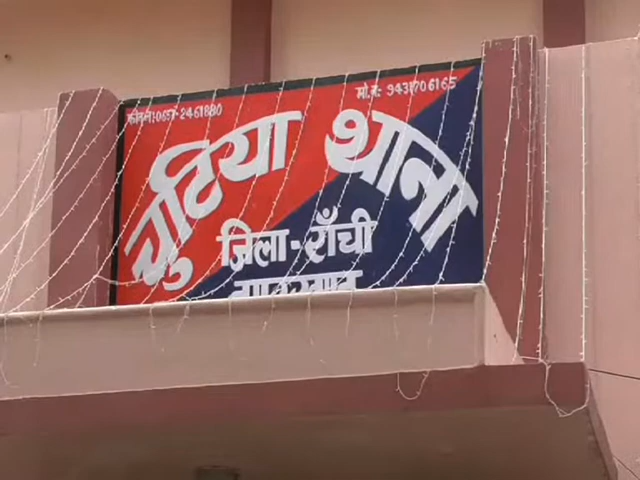 फोन नं:0651-2461880 मो.नं: 9431706165
चुटिया थाना
जिला-राँची